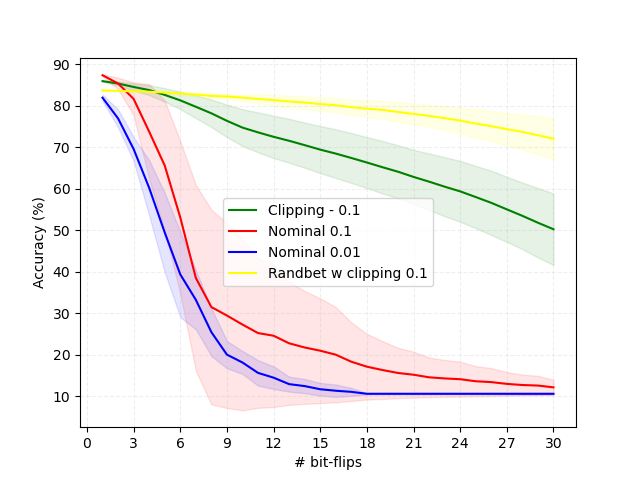 90
80
70
60
50
40
30
20
10
Accuracy (%)
Clipping - 0.1
Nominal 0.1
Nominal 0.01
Randbet w clipping 0.1
0 3 6 9 12 15 18 21 24 27 30
# bit-flips